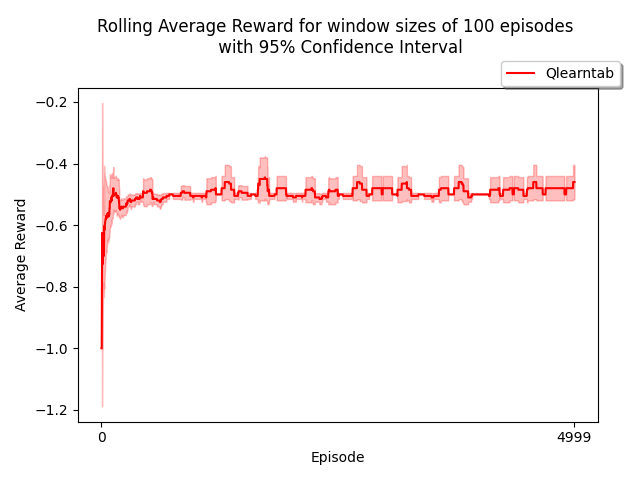 Rolling Average Reward for window sizes of 100 episodes
with 95% Confidence Interval
Qlearntab
−0.2
−0.4
−0.6
−0.8
−1.0
−1.2
Average Reward
0
4999
Episode